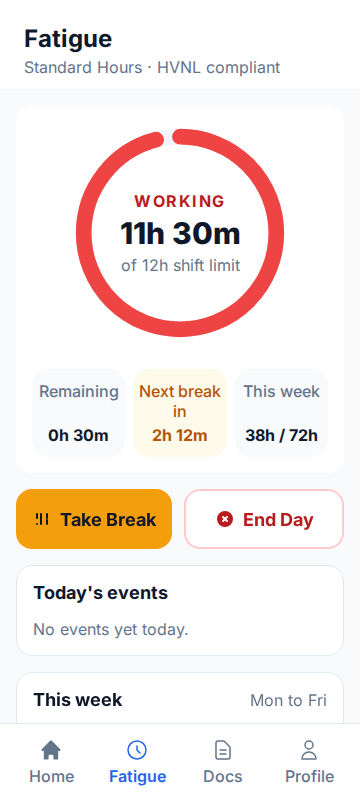 Fatigue
Standard Hours · HVNL compliant
WORKING
11h 30m
of 12h shift limit
Remaining
0h 30m
Next break
in
2h 12m
This week
38h / 72h
Take Break
End Day
Today's events
No events yet today.
This week
Mon to Fri
Home
Fatigue
Docs
Profile